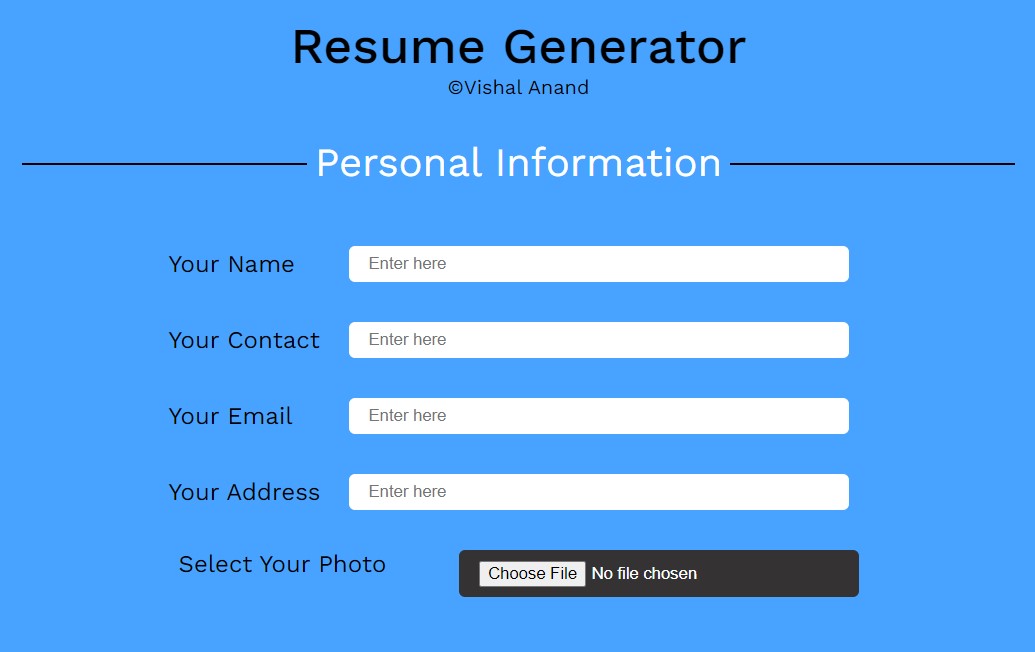 Resume Generator
©Vishal Anand
Personal Information
Your Name Enter here
Your Contact Enter here
Your Email Enter here
Your Address Enter here
Select Your Photo Choose File No file chosen